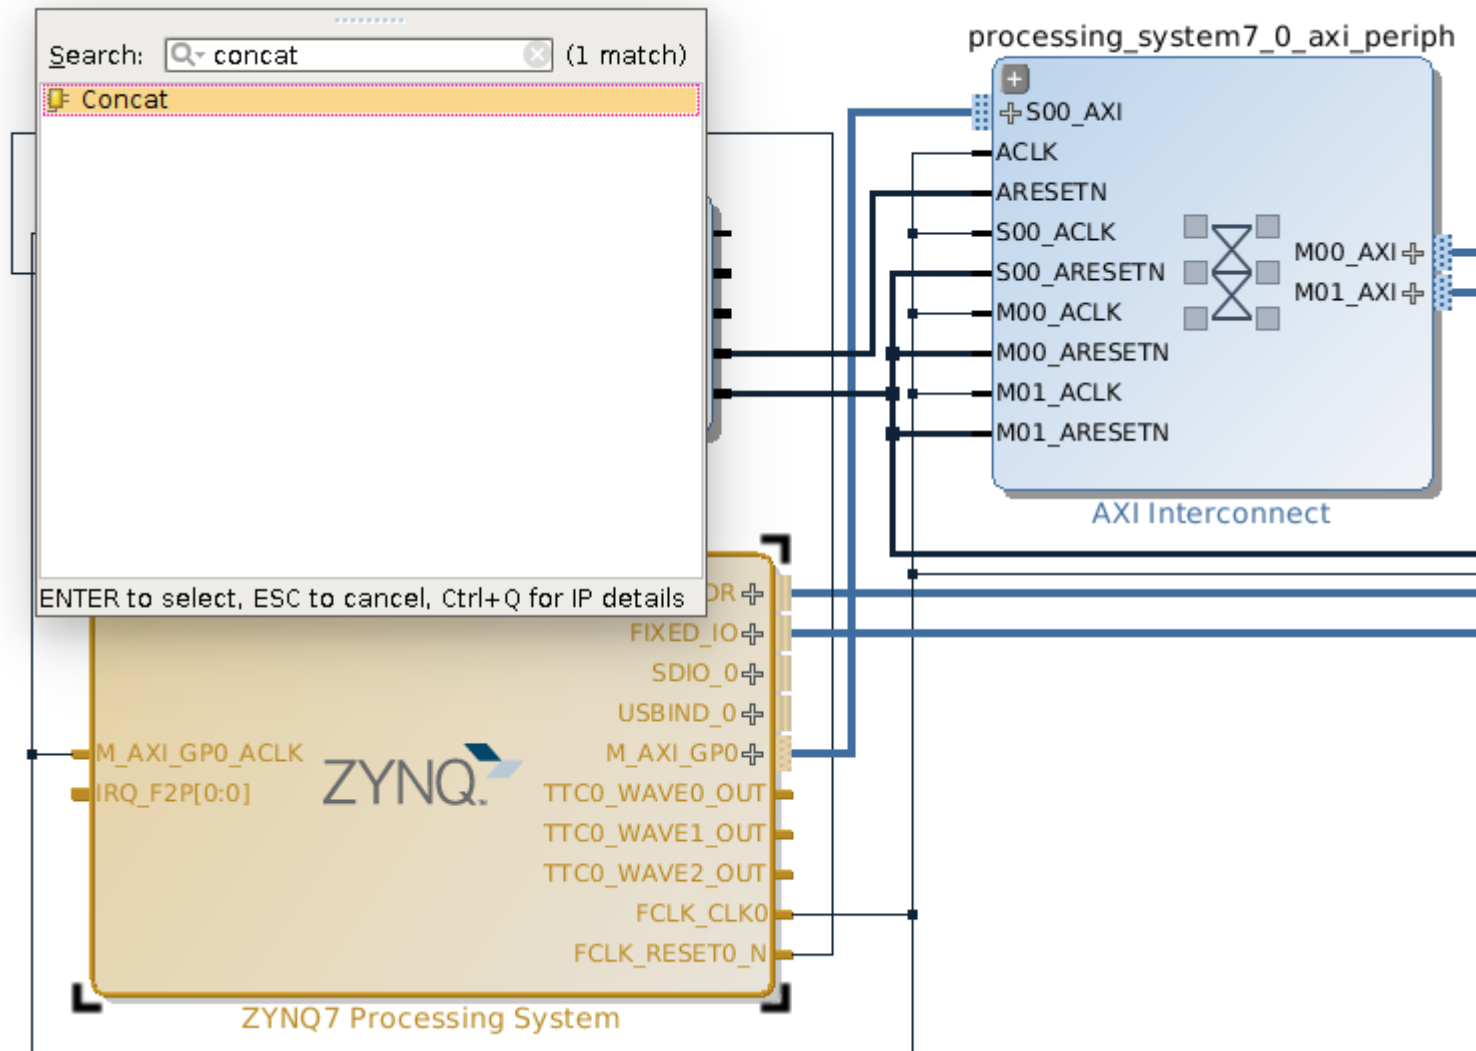 Search: concat (1 match)
Concat
ENTER to select, ESC to cancel, Ctrl+Q for IP details
processing_system7_0_axi_periph
S00_AXI
ACLK
ARESETN
S00_ACLK
S00_ARESETN
M00_ACLK
M00_ARESETN
M01_ACLK
M01_ARESETN
M00_AXI
M01_AXI
AXI Interconnect
DR
FIXED_IO
SDIO_0
USBIND_0
M_AXI_GP0_ACLK
M_AXI_GP0
IRQ_F2P[0:0]
ZYNQ
TTC0_WAVE0_OUT
TTC0_WAVE1_OUT
TTC0_WAVE2_OUT
FCLK_CLK0
FCLK_RESET0_N
ZYNQ7 Processing System